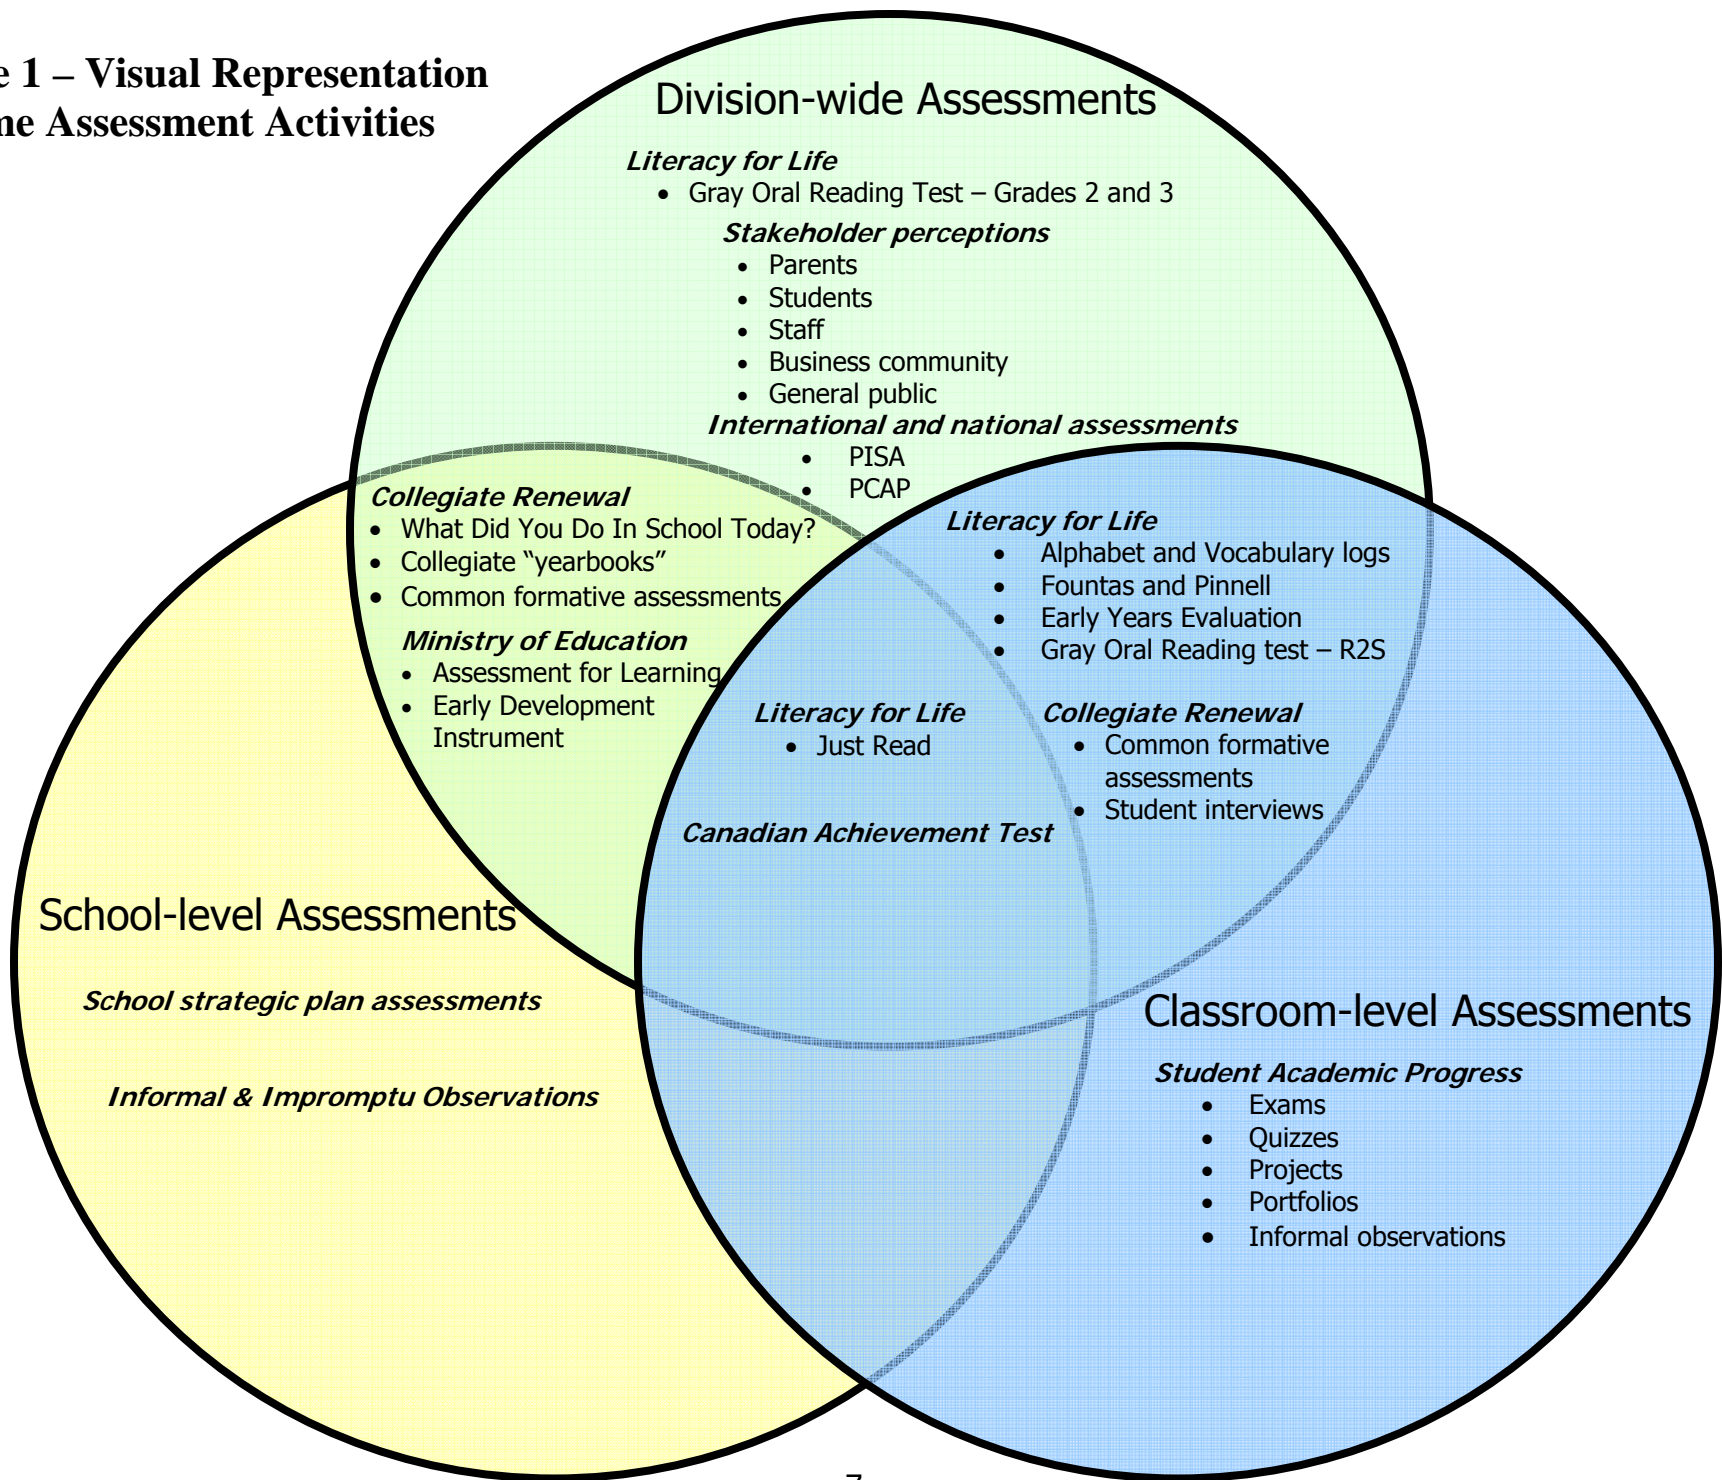 e 1 – Visual Representation
me Assessment Activities
Division-wide Assessments
Literacy for Life
• Gray Oral Reading Test – Grades 2 and 3
Stakeholder perceptions
• Parents
• Students
• Staff
• Business community
• General public
International and national assessments
• PISA
• PCAP
Collegiate Renewal
• What Did You Do In School Today?
• Collegiate “yearbooks”
• Common formative assessments
Ministry of Education
• Assessment for Learning
• Early Development
Instrument
Literacy for Life
• Alphabet and Vocabulary logs
• Fountas and Pinnell
• Early Years Evaluation
• Gray Oral Reading test – R2S
Literacy for Life
• Just Read
Canadian Achievement Test
Collegiate Renewal
• Common formative
assessments
• Student interviews
School-level Assessments
School strategic plan assessments
Informal & Impromptu Observations
Classroom-level Assessments
Student Academic Progress
• Exams
• Quizzes
• Projects
• Portfolios
• Informal observations